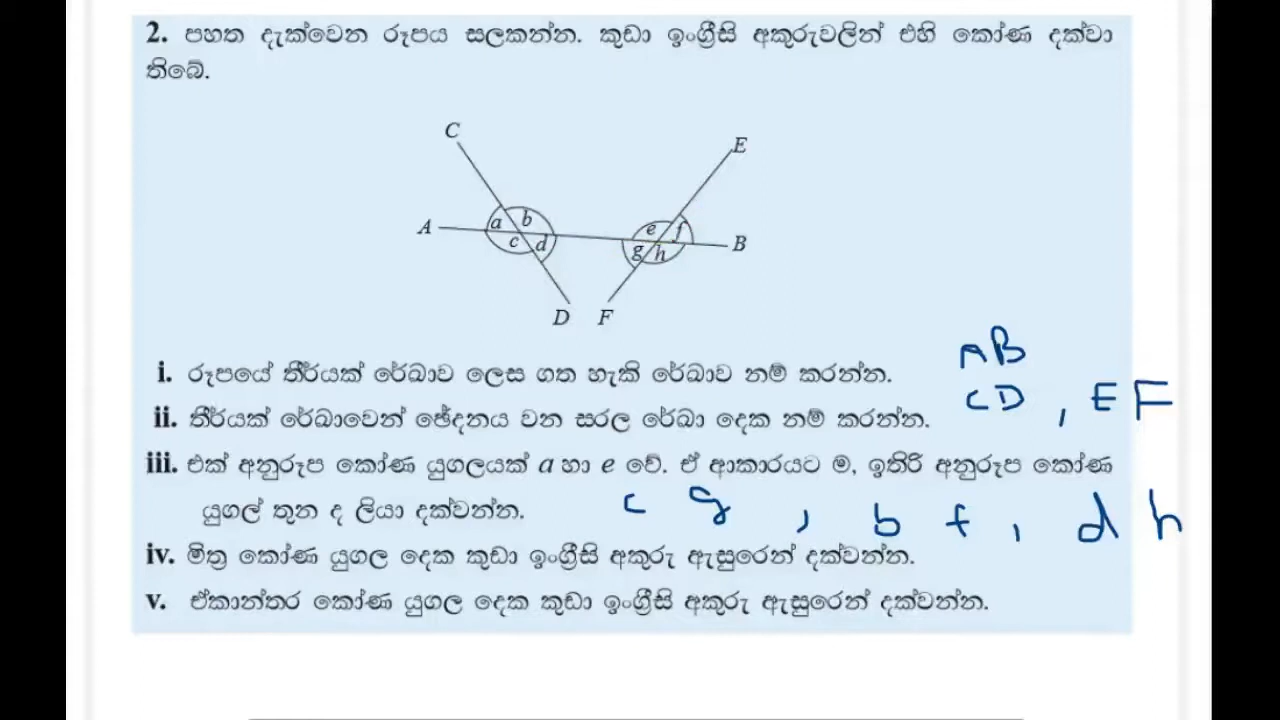 2. පහත දැක්වෙන රූපය සලකන්න. කුඩා ඉංග්‍රීසි අකුරුවලින් එහි කෝණ දක්වා
තිබේ.
C
E
A
a b
c d
e f
g h
B
D F
AB
i. රූපයේ තීර්යක් රේඛාව ලෙස ගත හැකි රේඛාව නම් කරන්න.
CD , EF
ii. තීර්යක් රේඛාවෙන් ඡේදනය වන සරල රේඛා දෙක නම් කරන්න.
iii. එක් අනුරූප කෝණ යුගලයක් a හා e වේ. ඒ ආකාරයට ම, ඉතිරි අනුරූප කෝණ
යුගල් තුන ද ලියා දක්වන්න. c g , b f , d h
iv. මිත්‍ර කෝණ යුගල දෙක කුඩා ඉංග්‍රීසි අකුරු ඇසුරෙන් දක්වන්න.
v. ඒකාන්තර කෝණ යුගල දෙක කුඩා ඉංග්‍රීසි අකුරු ඇසුරෙන් දක්වන්න.